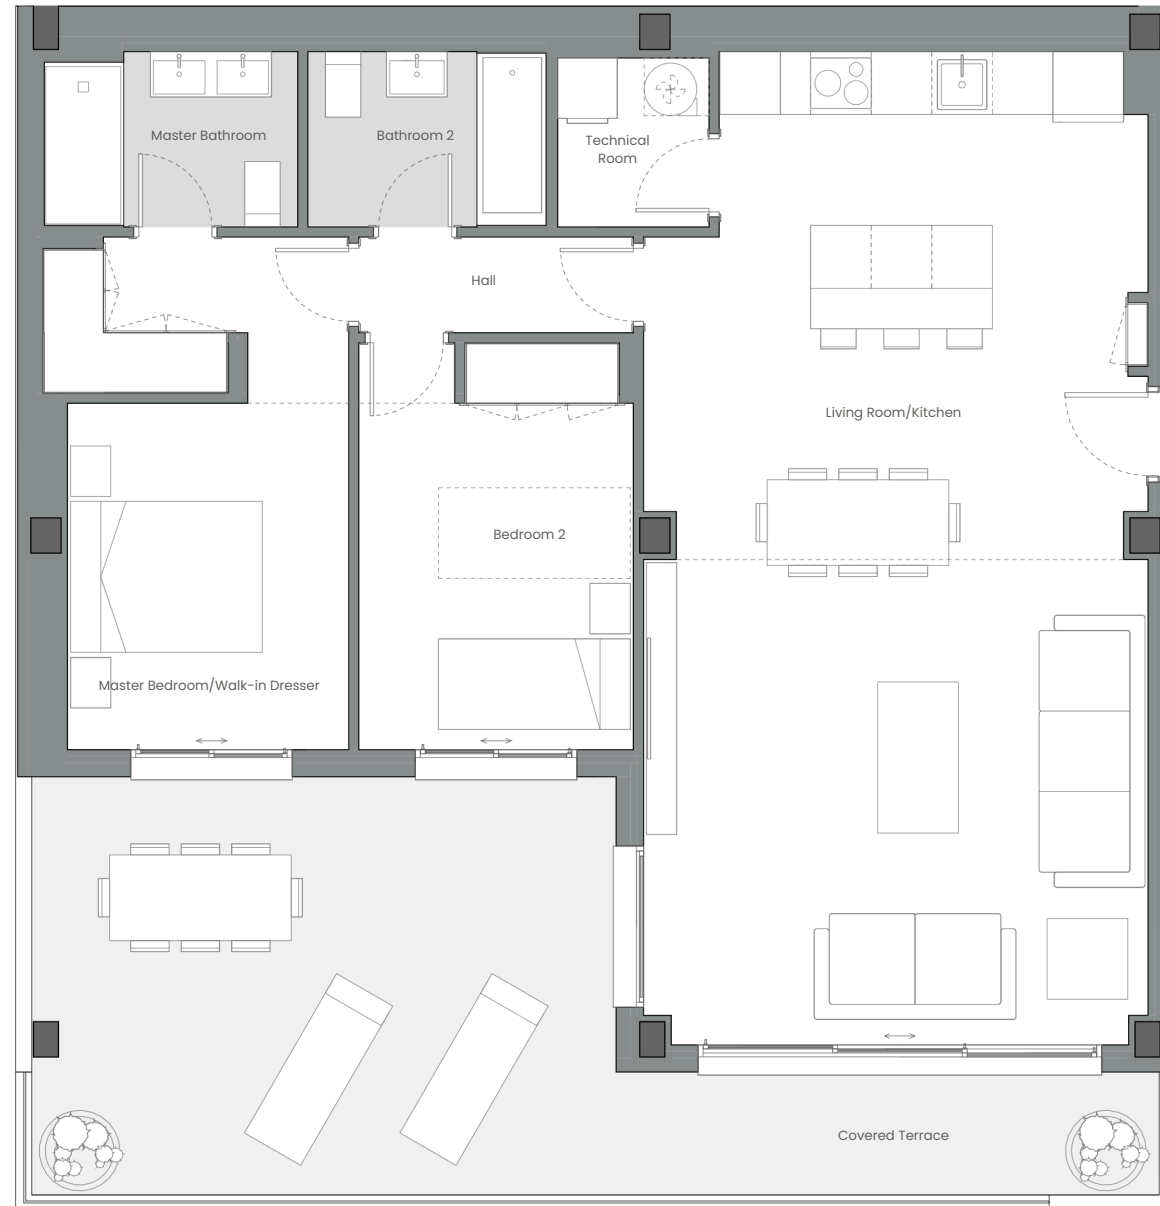 Master Bathroom
Bathroom 2
Technical
Room
Hall
Living Room/Kitchen
Bedroom 2
Master Bedroom/Walk-in Dresser
Covered Terrace